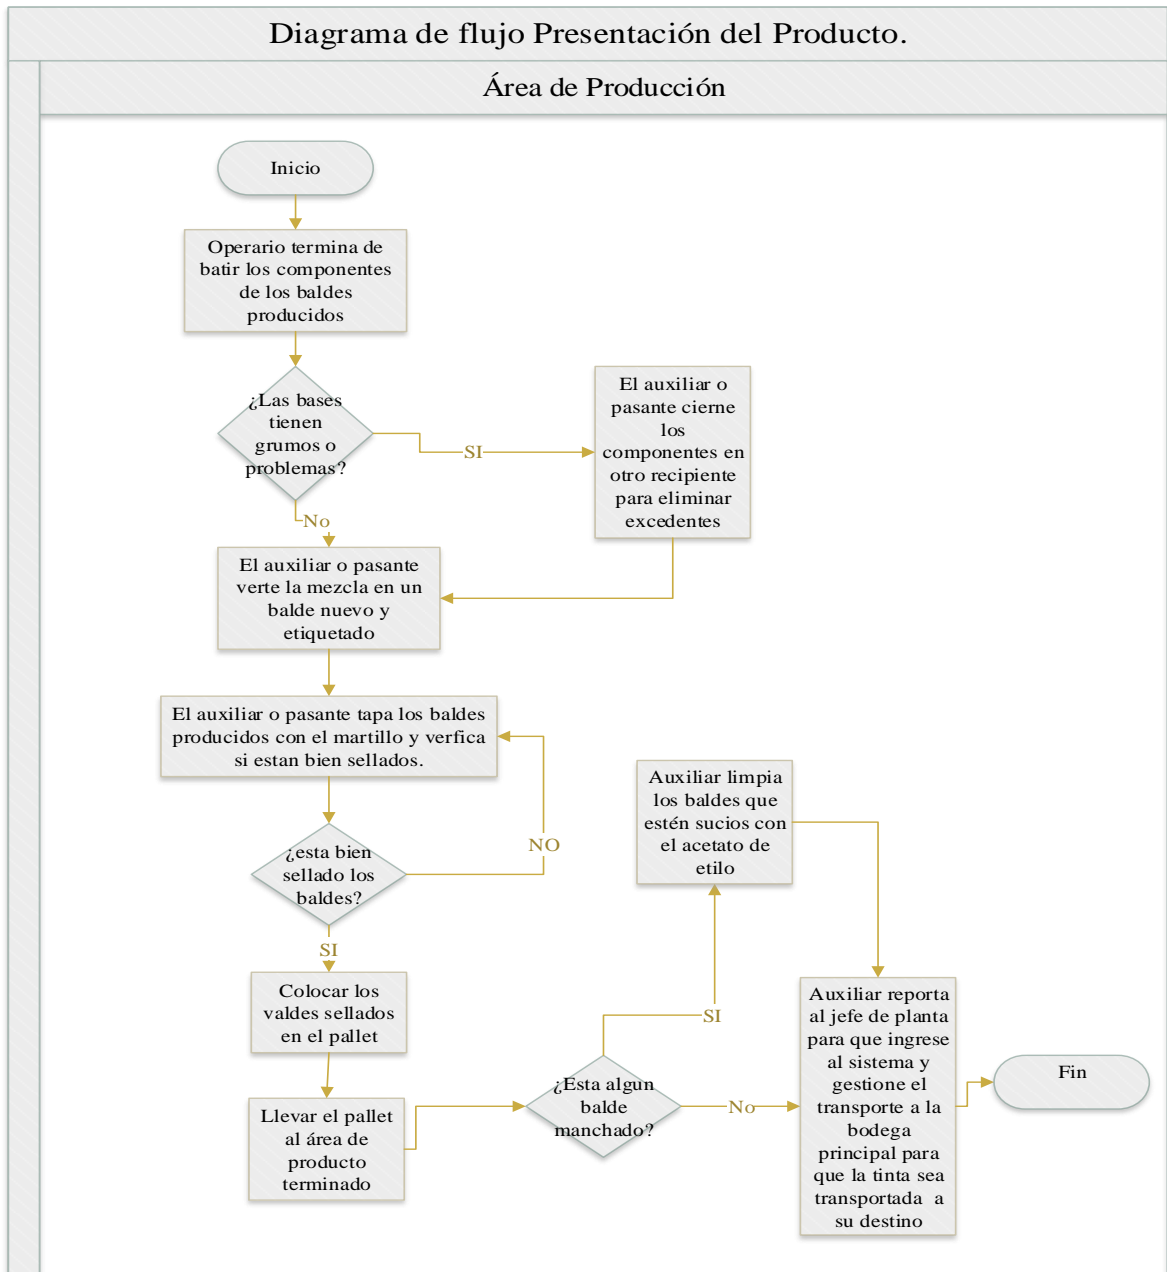 Diagrama de flujo Presentación del Producto.
Área de Producción
Inicio
Operario termina de
batir los componentes
de los baldes
producidos
¿Las bases
tienen
grumos o
problemas?
SI
El auxiliar o
pasante cierne
los
componentes en
otro recipiente
para eliminar
excedentes
No
El auxiliar o pasante
verte la mezcla en un
balde nuevo y
etiquetado
El auxiliar o pasante tapa los baldes
producidos con el martillo y verfica
si estan bien sellados.
¿esta bien
sellado los
baldes?
NO
SI
Colocar los
valdes sellados
en el pallet
Llevar el pallet
al área de
producto
terminado
¿Esta algun
balde
manchado?
SI
Auxiliar limpia
los baldes que
estén sucios con
el acetato de
etilo
No
Auxiliar reporta
al jefe de planta
para que ingrese
al sistema y
gestione el
transporte a la
bodega
principal para
que la tinta sea
transportada a
su destino
Fin